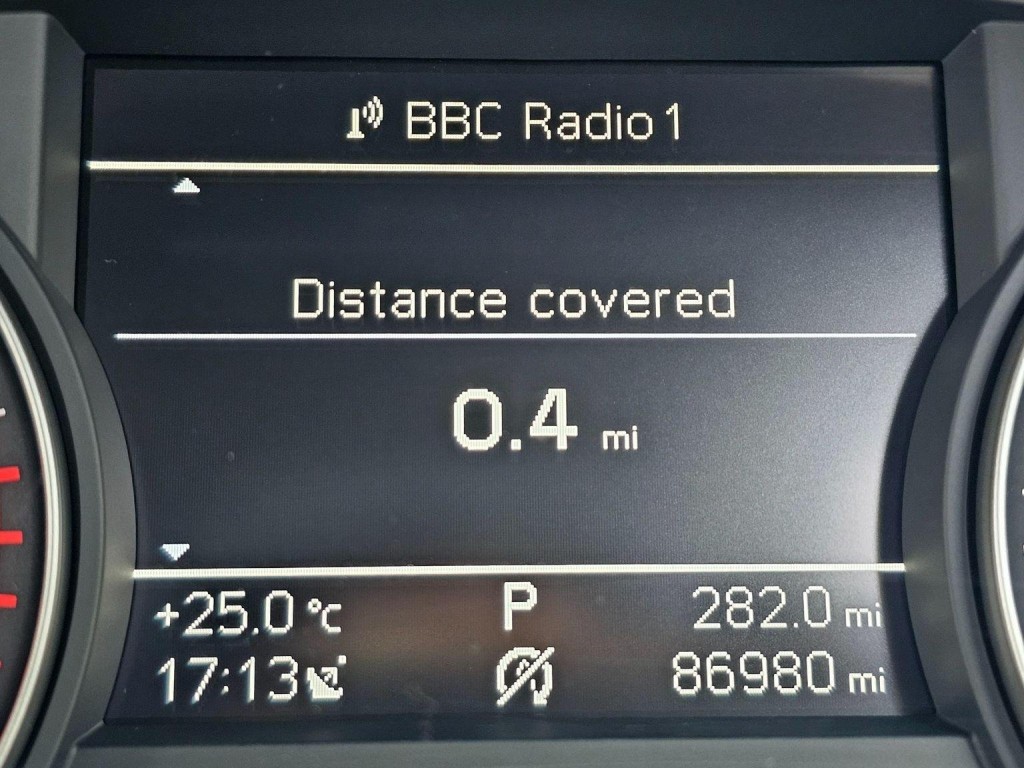 BBC Radio 1
Distance covered
0.4 mi
+25.0 °C P 282.0 mi
17:13 86980 mi